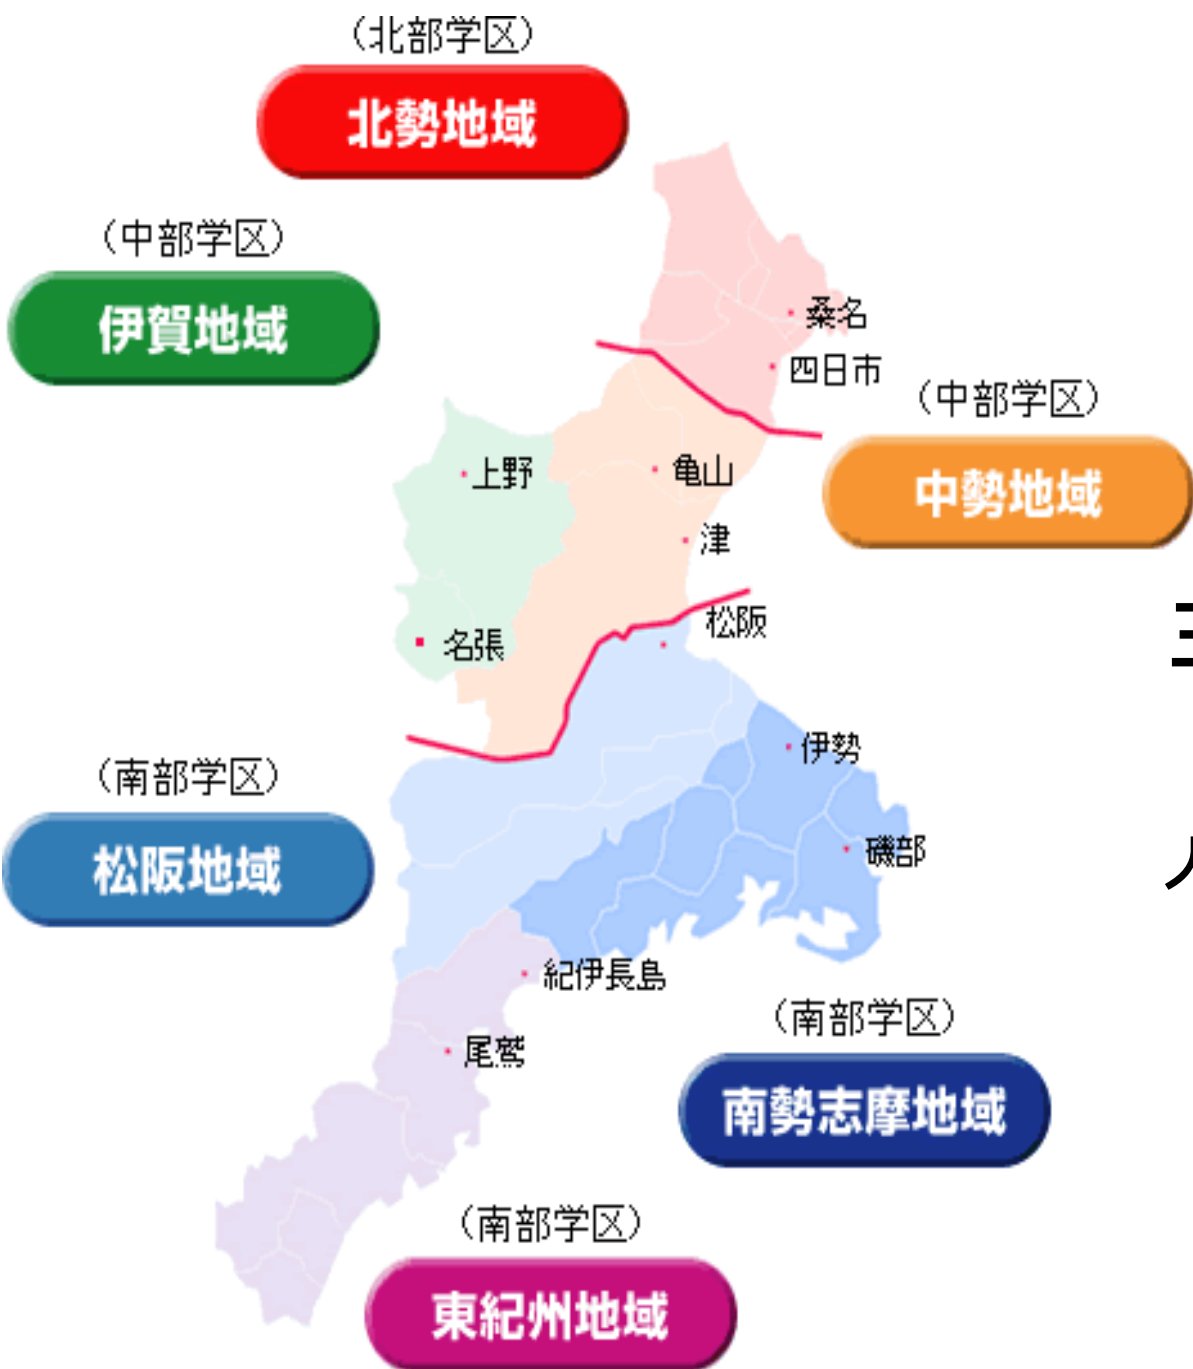 （北部学区）
北勢地域
（中部学区）
伊賀地域
桑名
四日市
（中部学区）
中勢地域
上野
亀山
津
松阪
名張
伊勢
（南部学区）
松阪地域
磯部
紀伊長島
（南部学区）
南勢志摩地域
尾鷲
（南部学区）
東紀州地域